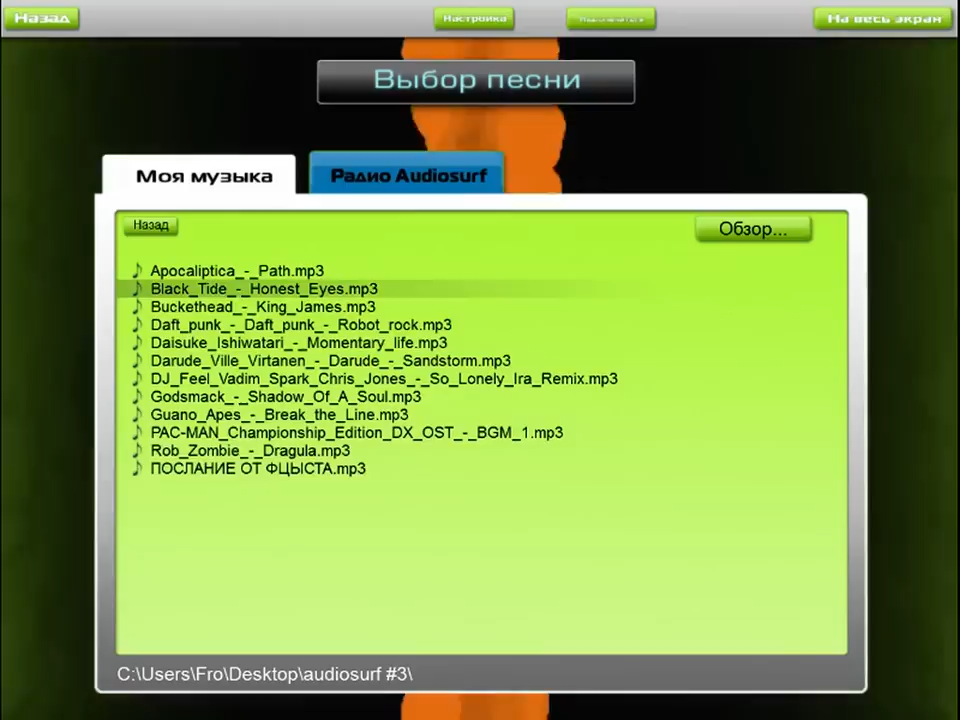 Назад
Настройка
На весь экран
Выбор песни
Моя музыка
Радио Audiosurf
Назад
Обзор...
Apocaliptica_-_Path.mp3
Black_Tide_-_Honest_Eyes.mp3
Buckethead_-_King_James.mp3
Daft_punk_-_Daft_punk_-_Robot_rock.mp3
Daisuke_Ishiwatari_-_Momentary_life.mp3
Darude_Ville_Virtanen_-_Darude_-_Sandstorm.mp3
DJ_Feel_Vadim_Spark_Chris_Jones_-_So_Lonely_Ira_Remix.mp3
Godsmack_-_Shadow_Of_A_Soul.mp3
Guano_Apes_-_Break_the_Line.mp3
PAC-MAN_Championship_Edition_DX_OST_-_BGM_1.mp3
Rob_Zombie_-_Dragula.mp3
ПОСЛАНИЕ ОТ ФЦЫСТА.mp3
C:\Users\Fro\Desktop\audiosurf #3\